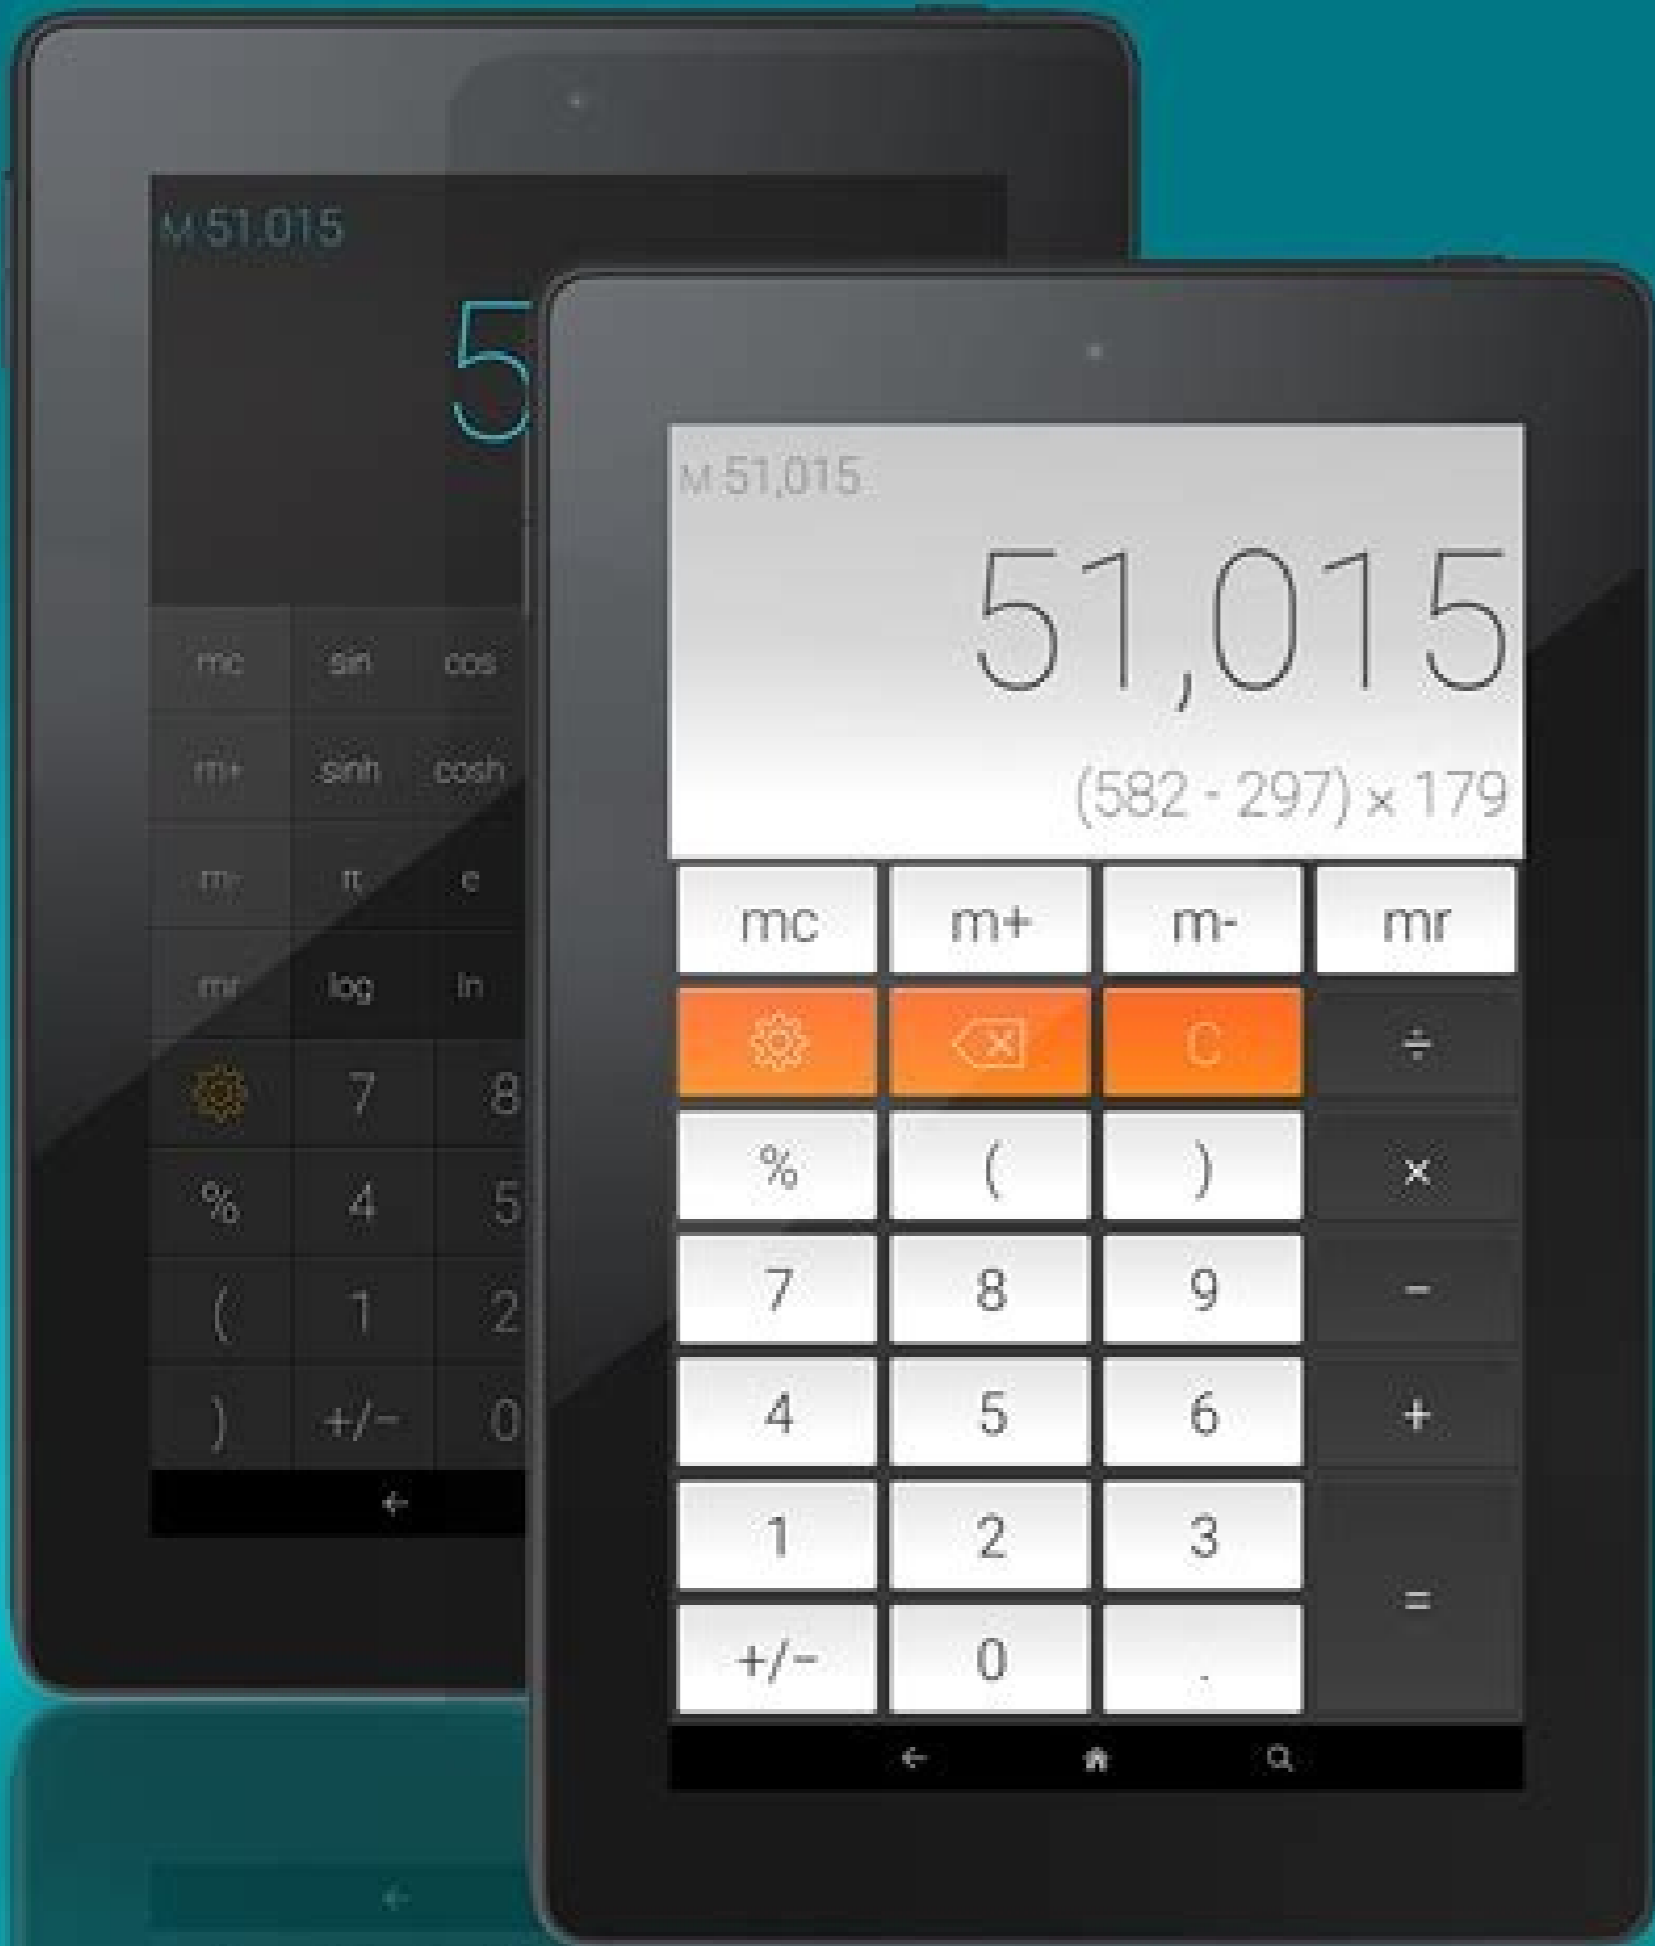 M 51.015
5
mc sin cos
m+ sinh cosh
m- π e
mr log ln
7 8
% 4 5
( 1 2
) +/− 0
M 51,015
51,015
(582 - 297) x 179
mc m+ m- mr
C ÷
% ( ) x
7 8 9 −
4 5 6 +
1 2 3
=
+/− 0 .